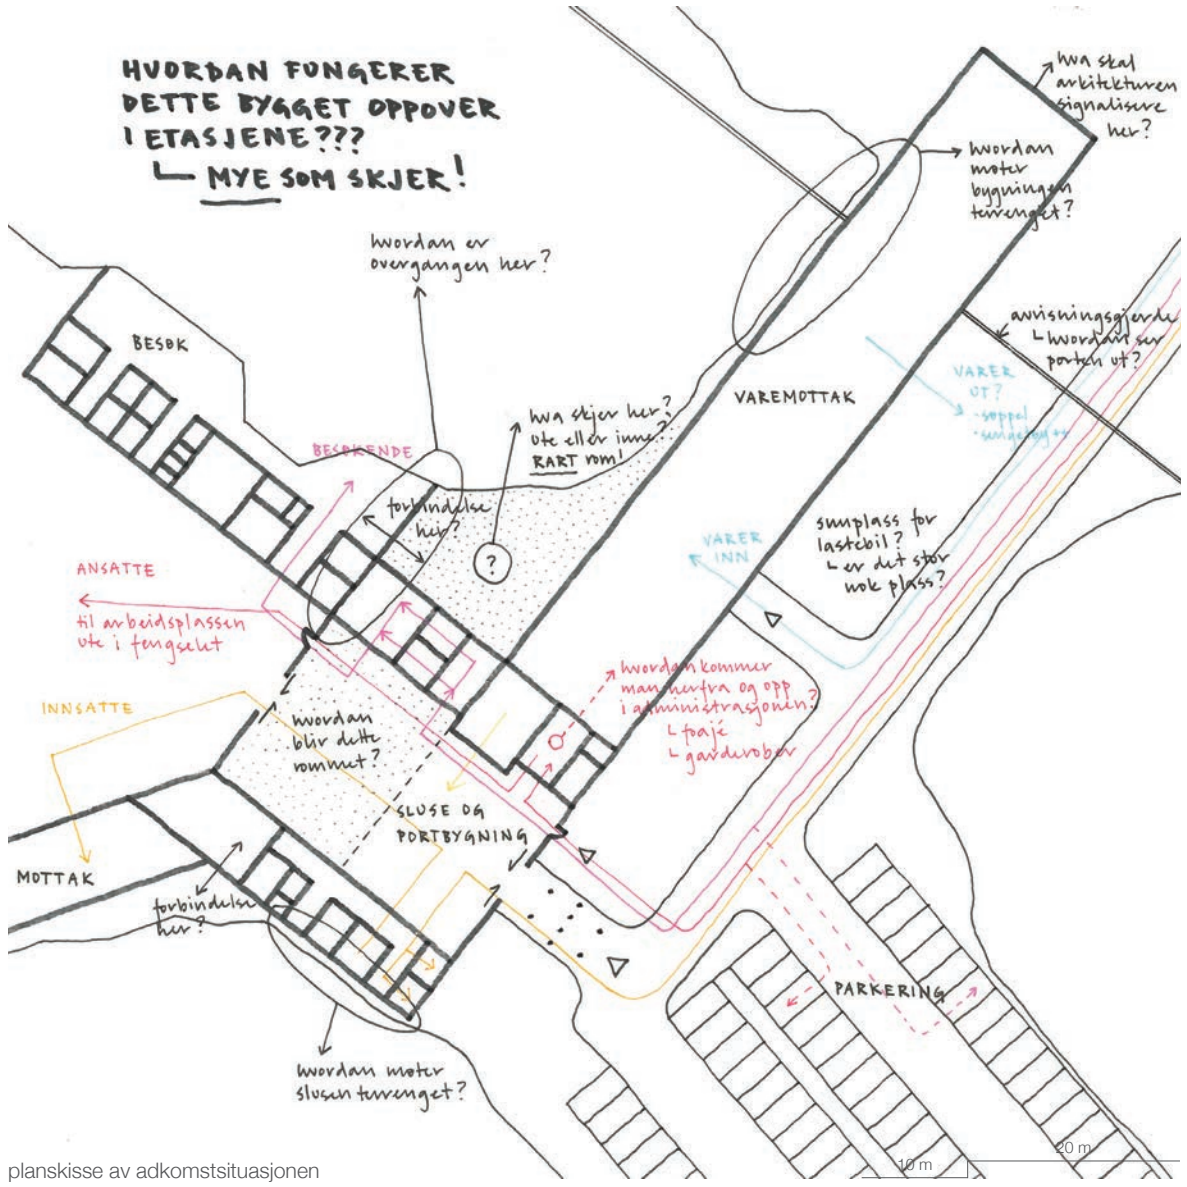 HVORDAN FUNGERER
DETTE BYGGET OPPOVER
I ETASJENE???
MYE SOM SKJER!
hva skal
arkitekturen
signalisere
her?
hvordan
møter
bygningen
terrenget?
hvordan er
overgangen her?
BESØK
avvisningsgjerde
hvordan ser
porten ut?
VARER
UT?
-søppel
-sengetøy++
VAREMOTTAK
hva skjer her?
ute eller inne?
RART rom!
BESØKENDE
forbindelse
her?
?
VARER
INN
snuplass for
lastebil?
er det stor
nok plass?
ANSATTE
til arbeidsplassen
ute i fengselet
hvordan kommer
man herfra og opp
i administrasjonen?
foajé
garderober
INNSATTE
hvordan
blir dette
rommet?
SLUSE OG
PORTBYGNING
MOTTAK
forbindelse
her?
PARKERING
hvordan møter
slusen terrenget?
planskisse av adkomstsituasjonen
10 m
20 m